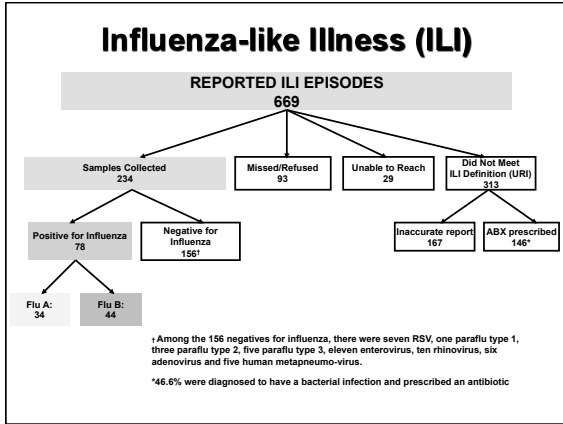 Influenza-like Illness (ILI)
REPORTED ILI EPISODES
669
Samples Collected
234
Missed/Refused
93
Unable to Reach
29
Did Not Meet
ILI Definition (URI)
313
Positive for Influenza
78
Negative for
Influenza
156†
Inaccurate report
167
ABX prescribed
146*
Flu A:
34
Flu B:
44
† Among the 156 negatives for influenza, there were seven RSV, one paraflu type 1,
three paraflu type 2, five paraflu type 3, eleven enterovirus, ten rhinovirus, six
adenovirus and five human metapneumo-virus.
*46.6% were diagnosed to have a bacterial infection and prescribed an antibiotic